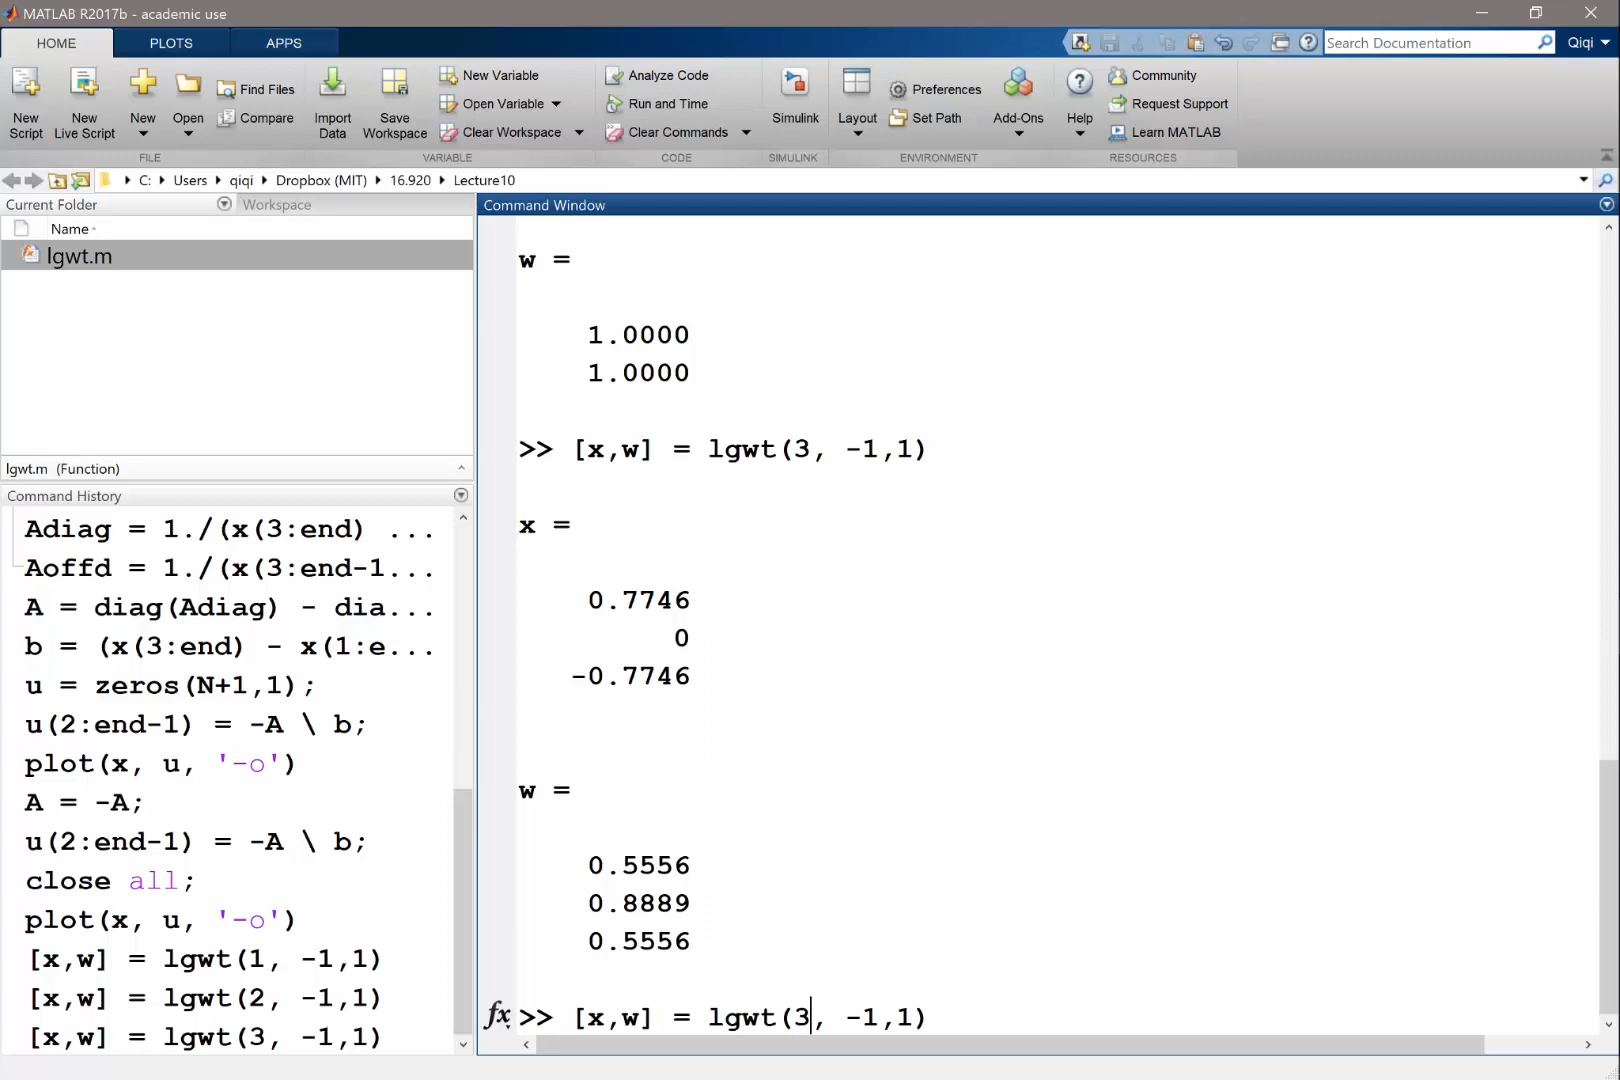 MATLAB R2017b - academic use
HOME PLOTS APPS
Search Documentation
Qiqi
New Script
New Live Script
New
Open
Find Files
Compare
FILE
Import Data
Save Workspace
New Variable
Open Variable
Clear Workspace
VARIABLE
Analyze Code
Run and Time
Clear Commands
CODE
Simulink
SIMULINK
Layout
Preferences
Set Path
Add-Ons
ENVIRONMENT
Help
Community
Request Support
Learn MATLAB
RESOURCES
C: Users qiqi Dropbox (MIT) 16.920 Lecture10
Current Folder Workspace
Name
lgwt.m
lgwt.m (Function)
Command History
Adiag = 1./(x(3:end) ...
Aoffd = 1./(x(3:end-1...
A = diag(Adiag) - dia...
b = (x(3:end) - x(1:e...
u = zeros(N+1,1);
u(2:end-1) = -A \ b;
plot(x, u, '-o')
A = -A;
u(2:end-1) = -A \ b;
close all;
plot(x, u, '-o')
[x,w] = lgwt(1, -1,1)
[x,w] = lgwt(2, -1,1)
[x,w] = lgwt(3, -1,1)
Command Window
w =
1.0000
1.0000
>> [x,w] = lgwt(3, -1,1)
x =
0.7746
0
-0.7746
w =
0.5556
0.8889
0.5556
fx >> [x,w] = lgwt(3, -1,1)